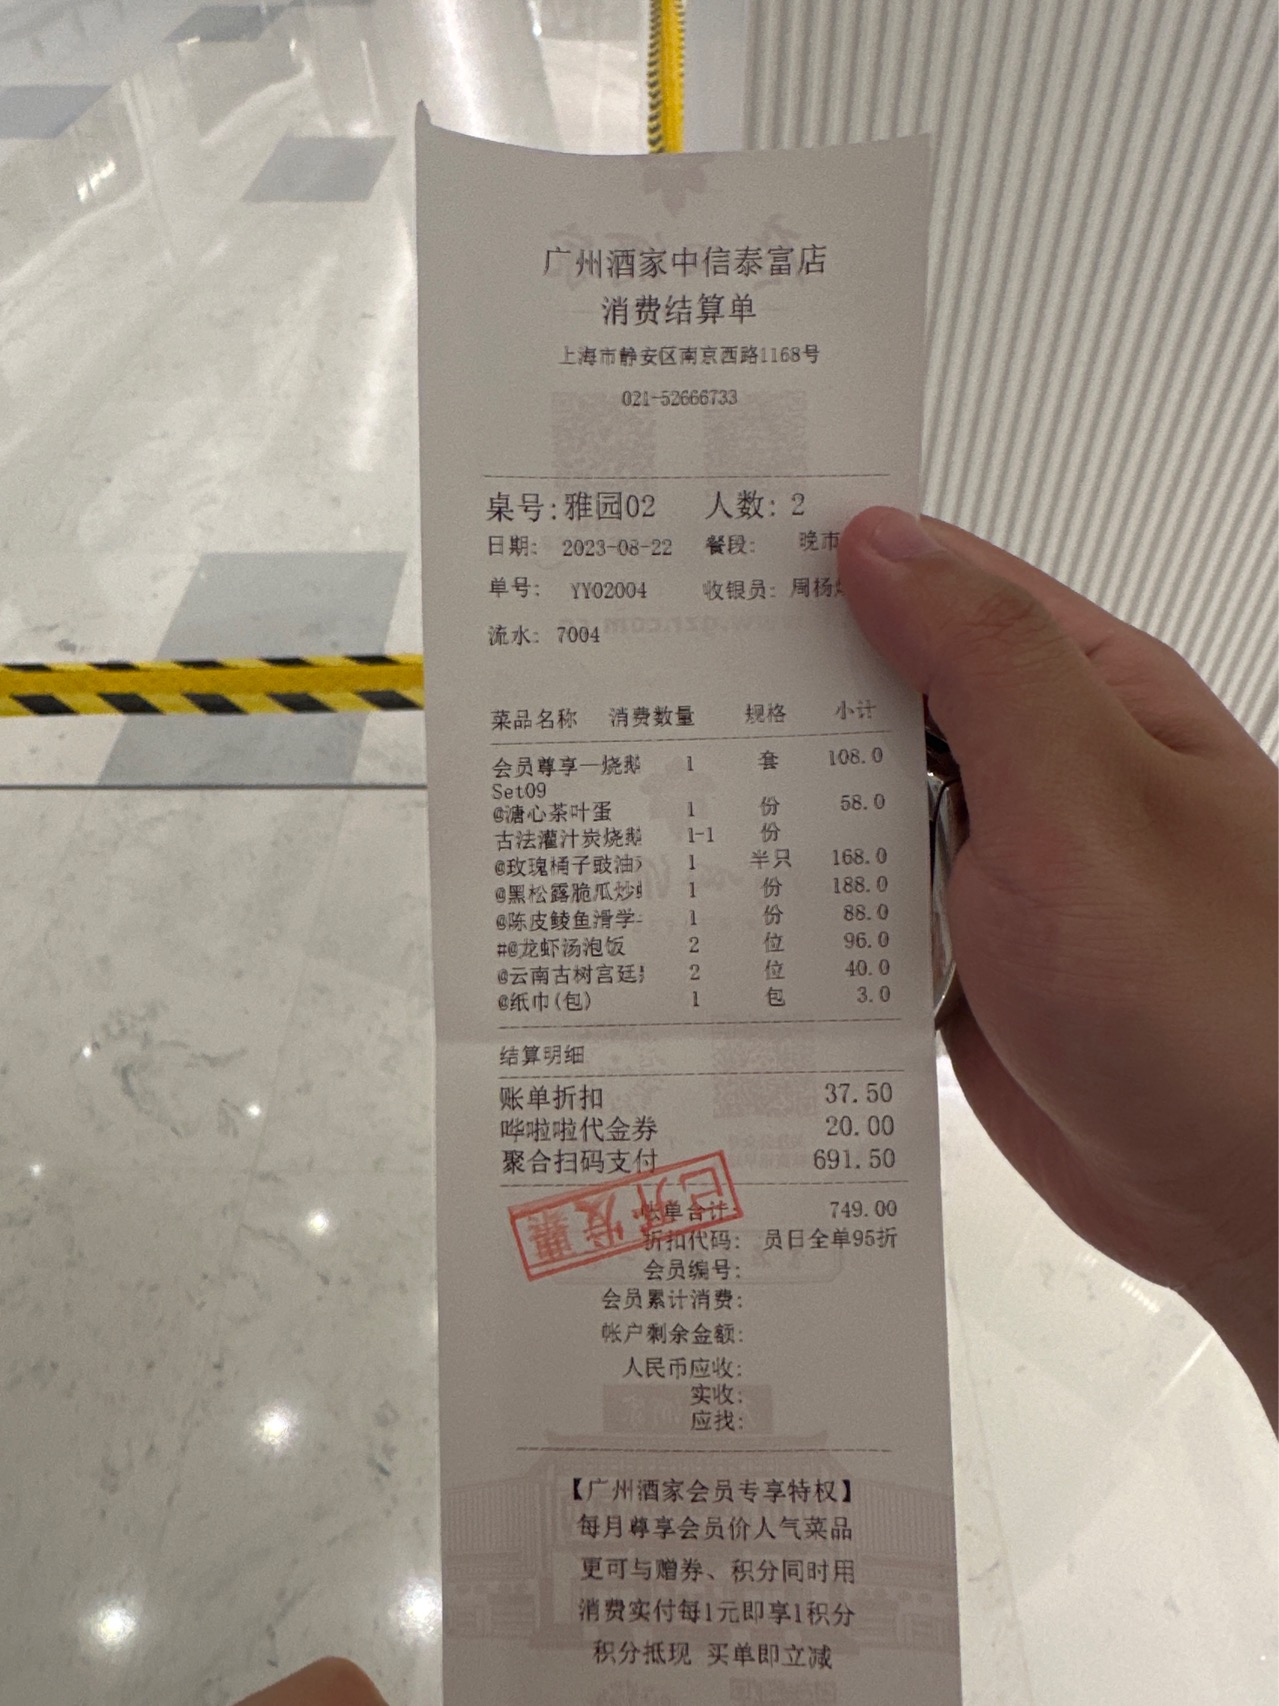 广州酒家中信泰富店
消费结算单
上海市静安区南京西路1168号
021-52666733
桌号:雅园02 人数: 2
日期: 2023-08-22 餐段: 晚市
单号: YY02004 收银员: 周杨
流水: 7004
菜品名称 消费数量 规格 小计
会员尊享一烧鹅 1 套 108.0
Set09
@溏心茶叶蛋 1 份 58.0
古法灌汁炭烧鹅 1-1 份
@玫瑰桶子豉油 1 半只 168.0
@黑松露脆瓜炒 1 份 188.0
@陈皮鲮鱼滑学 1 份 88.0
#@龙虾汤泡饭 2 位 96.0
@云南古树宫廷 2 位 40.0
@纸巾(包) 1 包 3.0
结算明细
账单折扣 37.50
哗啦啦代金券 20.00
聚合扫码支付 691.50
已开发票
账单合计: 749.00
折扣代码: 员日全单95折
会员编号:
会员累计消费:
帐户剩余金额:
人民币应收:
实收:
应找:
【广州酒家会员专享特权】
每月尊享会员价人气菜品
更可与赠券、积分同时用
消费实付每1元即享1积分
积分抵现 买单即立减